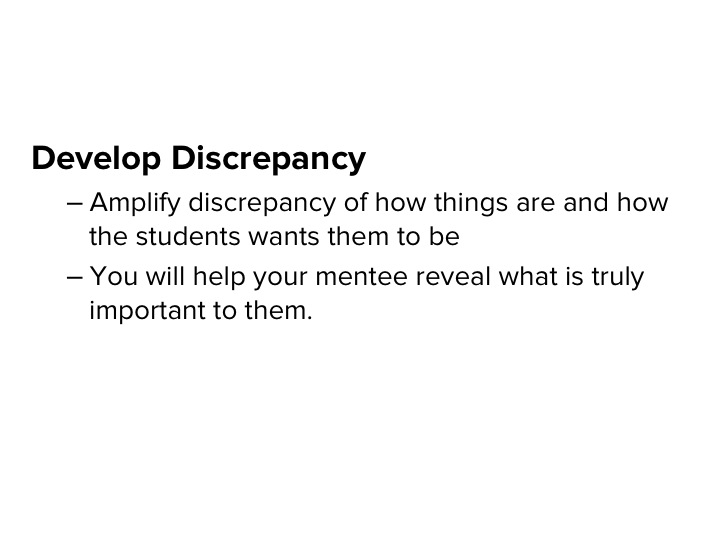 Develop Discrepancy
– Amplify discrepancy of how things are and how
the students wants them to be
– You will help your mentee reveal what is truly
important to them.